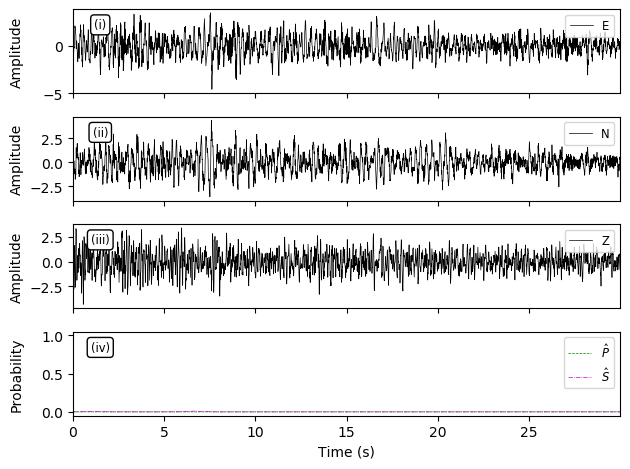 (i)
E
Amplitude
0
−5
(ii)
N
Amplitude
2.5
0.0
−2.5
(iii)
Z
Amplitude
2.5
0.0
−2.5
(iv)
P̂
Ŝ
Probability
1.0
0.5
0.0
0 5 10 15 20 25
Time (s)